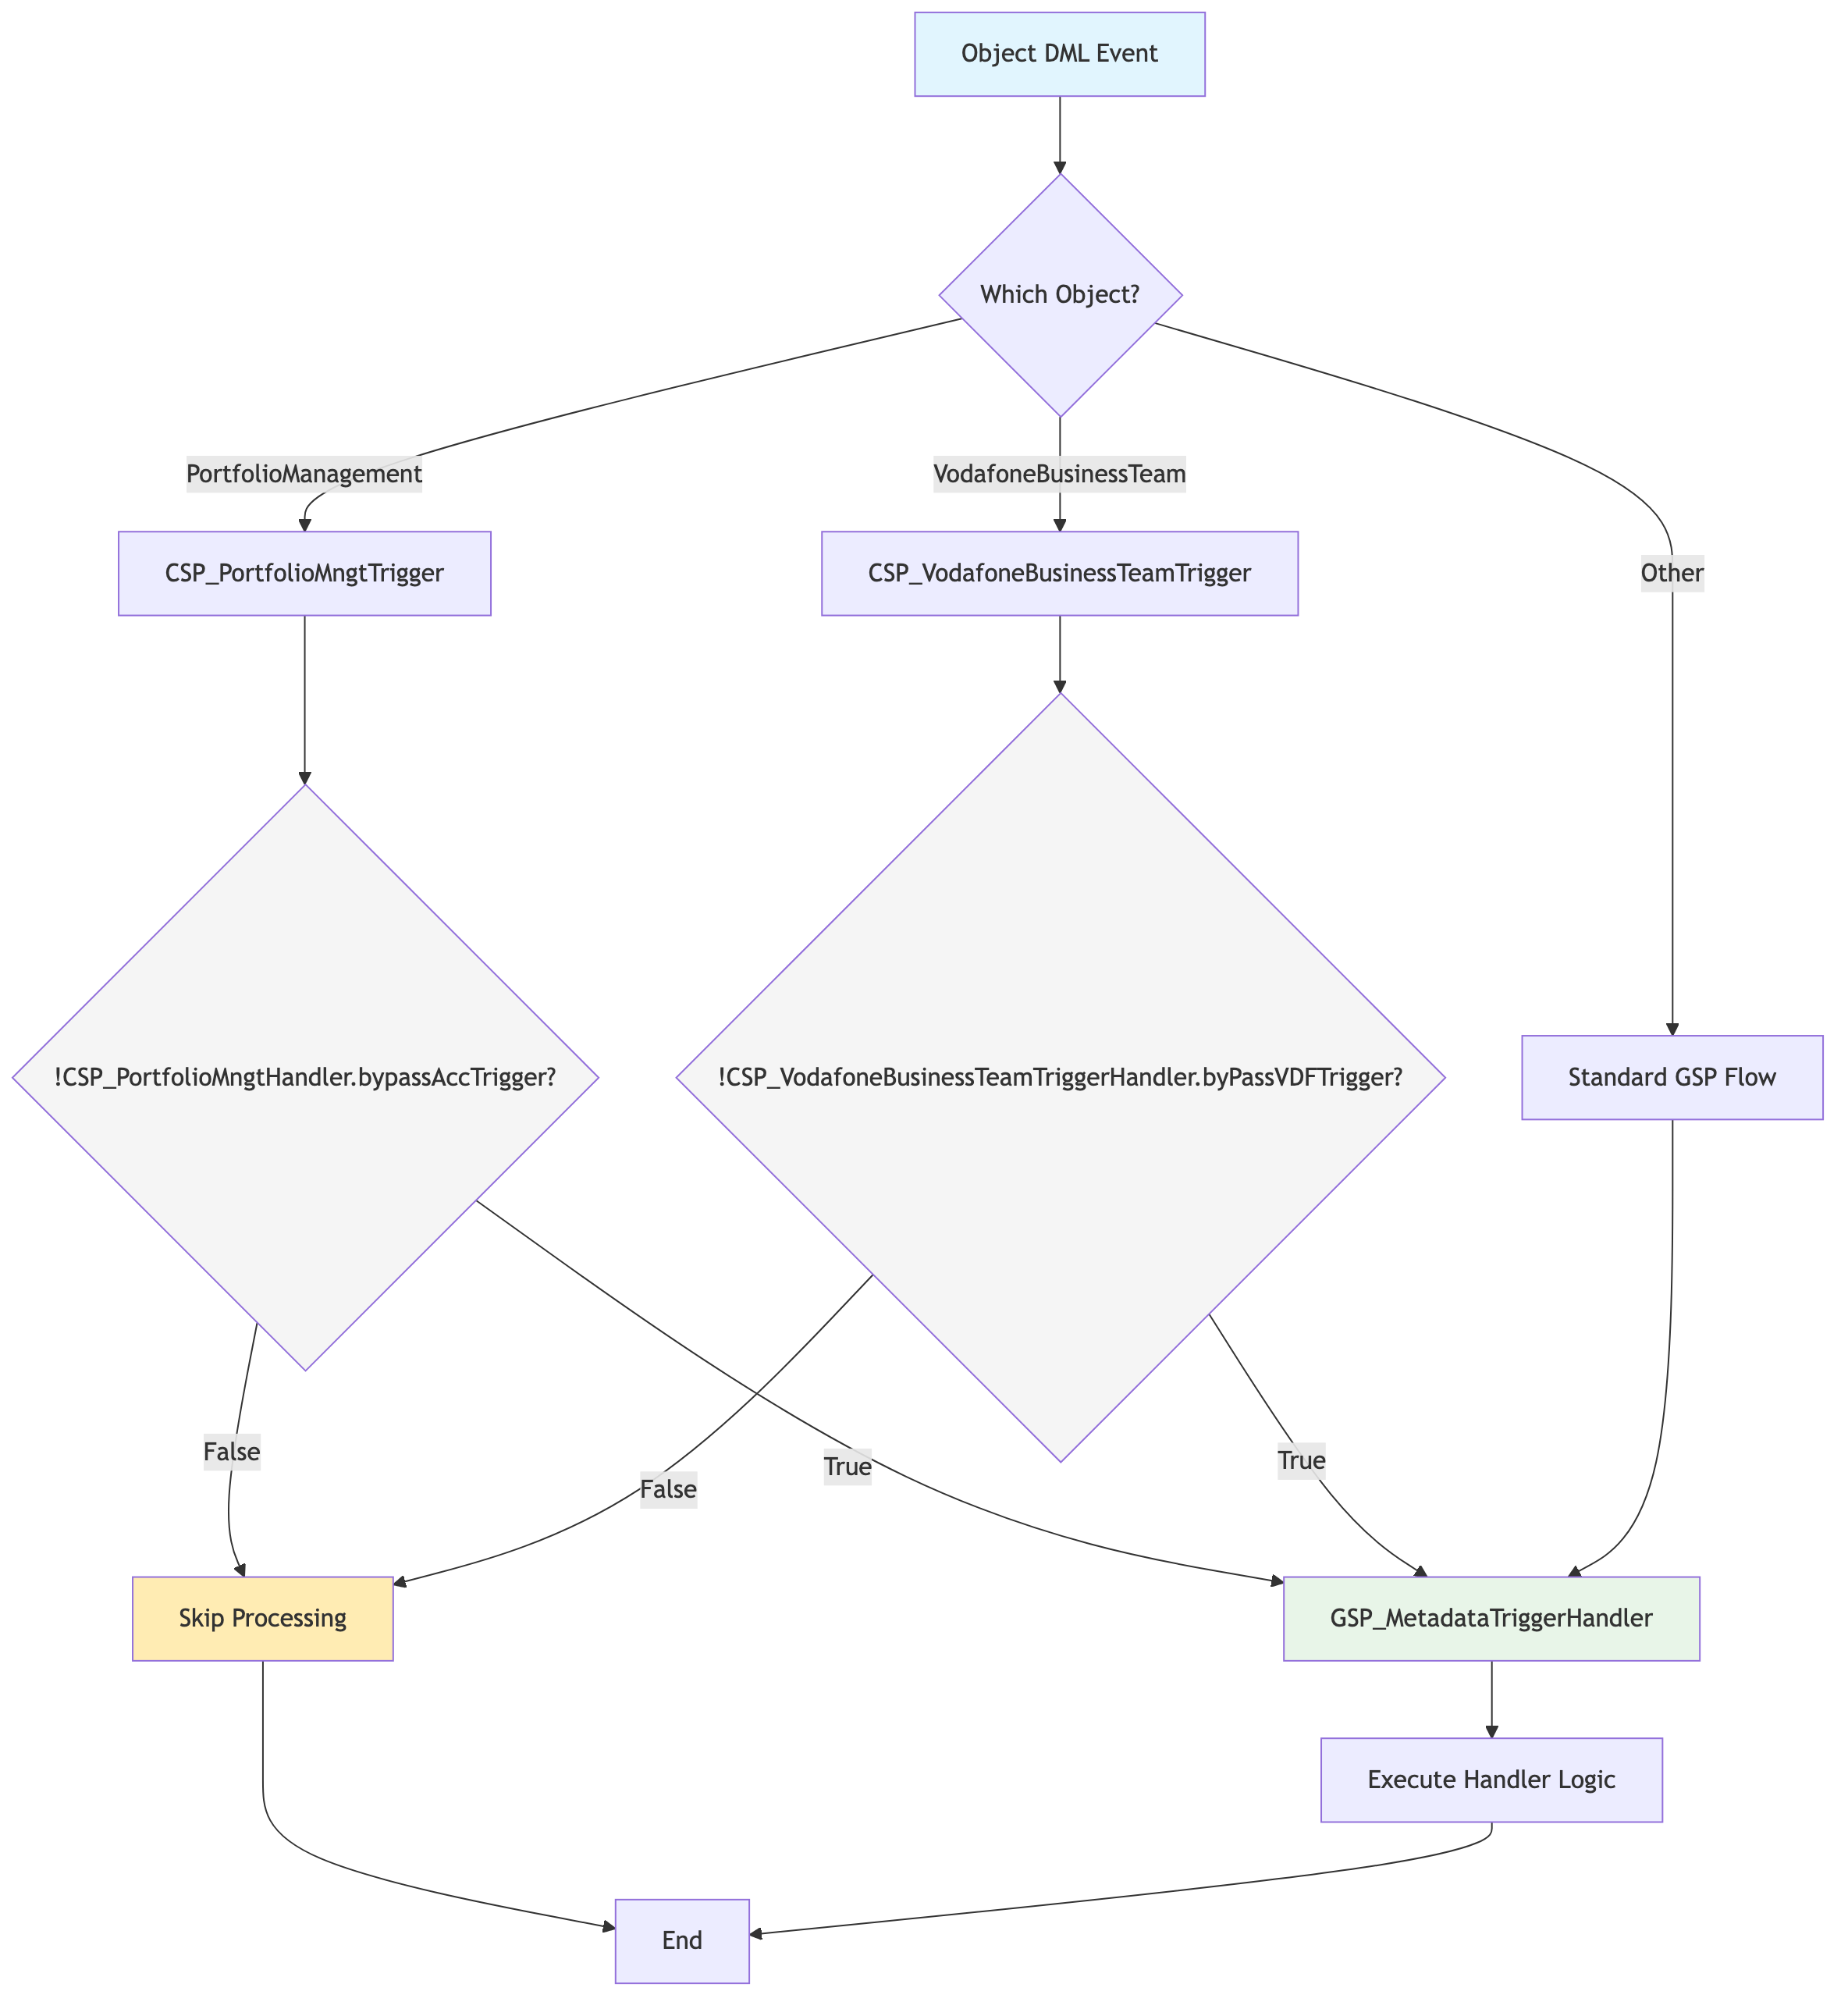 Object DML Event
Which Object?
PortfolioManagement
VodafoneBusinessTeam
CSP_PortfolioMngtTrigger
CSP_VodafoneBusinessTeamTrigger
Other
!CSP_PortfolioMngtHandler.bypassAccTrigger?
!CSP_VodafoneBusinessTeamTriggerHandler.byPassVDFTrigger?
Standard GSP Flow
False
True
False
True
Skip Processing
GSP_MetadataTriggerHandler
Execute Handler Logic
End